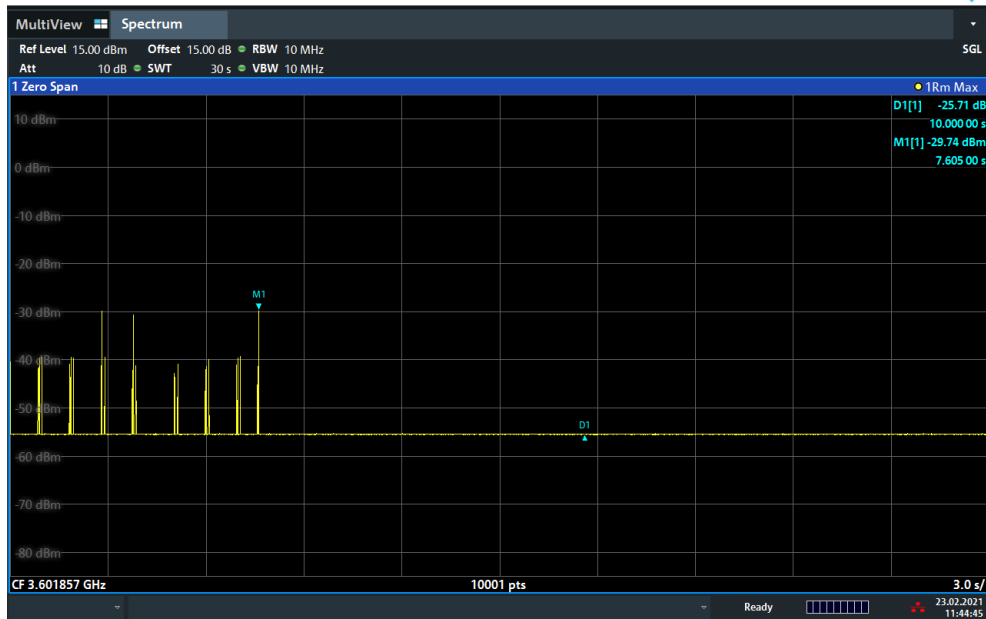 MultiView Spectrum
Ref Level 15.00 dBm Offset 15.00 dB RBW 10 MHz SGL
Att 10 dB SWT 30 s VBW 10 MHz
1 Zero Span 1Rm Max
D1[1] -25.71 dB
10.000 00 s
M1[1] -29.74 dBm
7.605 00 s
10 dBm
0 dBm
-10 dBm
-20 dBm
M1
-30 dBm
-40 dBm
-50 dBm
D1
-60 dBm
-70 dBm
-80 dBm
CF 3.601857 GHz 10001 pts 3.0 s/
Ready 23.02.2021
11:44:45